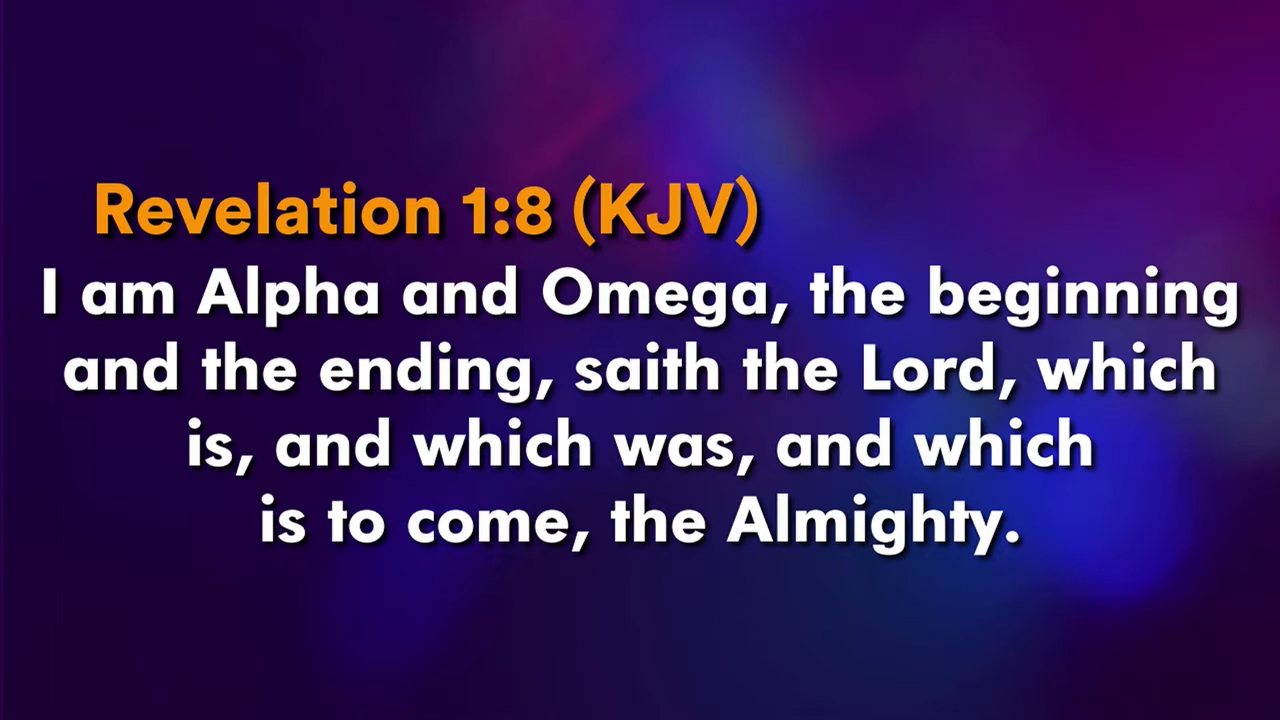 Revelation 1:8 (KJV)
I am Alpha and Omega, the beginning
and the ending, saith the Lord, which
is, and which was, and which
is to come, the Almighty.